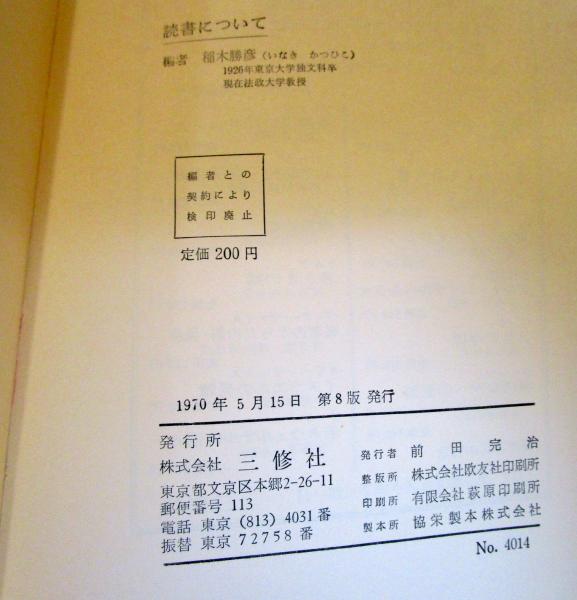 読書について
編者 稲木勝彦(いなき かつひこ)
1926年東京大学独文科卒
現在法政大学教授
編者との
契約により
検印廃止
定価 200 円
1970 年 5 月 15 日 第 8 版 発行
発行所
株式会社 三修社
東京都文京区本郷2-26-11
郵便番号 113
電話 東京 (813) 4031 番
振替 東京 7 2 7 5 8 番
発行者 前田完治
整版所 株式会社欧友社印刷所
印刷所 有限会社萩原印刷所
製本所 協栄製本株式会社
No. 4014